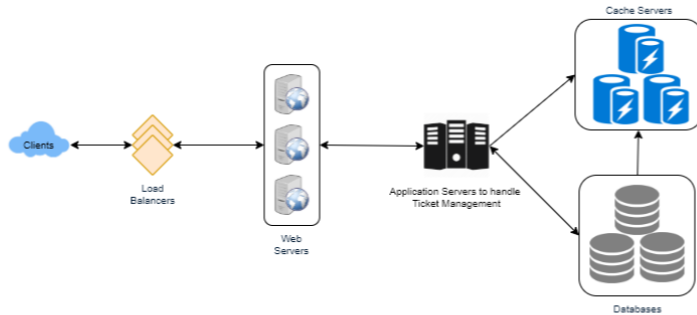 Cache Servers
Clients
Load
Balancers
Web
Servers
Application Servers to handle
Ticket Management
Databases